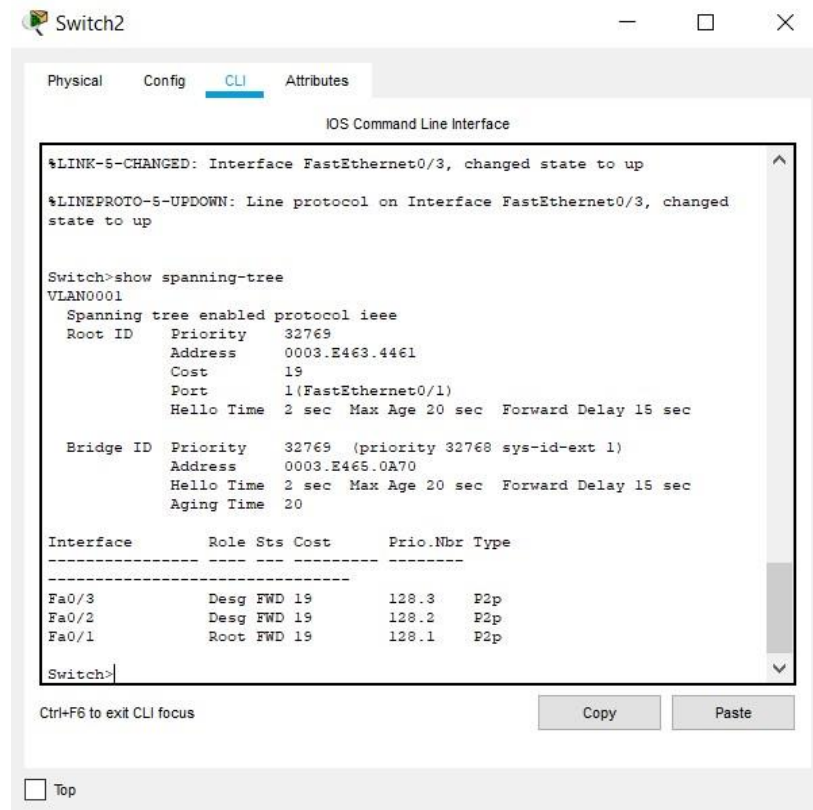 Switch2
Physical Config CLI Attributes
IOS Command Line Interface
%LINK-5-CHANGED: Interface FastEthernet0/3, changed state to up
%LINEPROTO-5-UPDOWN: Line protocol on Interface FastEthernet0/3, changed
state to up
Switch>show spanning-tree
VLAN0001
  Spanning tree enabled protocol ieee
  Root ID    Priority    32769
             Address     0003.E463.4461
             Cost        19
             Port        1(FastEthernet0/1)
             Hello Time  2 sec  Max Age 20 sec  Forward Delay 15 sec
  Bridge ID  Priority    32769  (priority 32768 sys-id-ext 1)
             Address     0003.E465.0A70
             Hello Time  2 sec  Max Age 20 sec  Forward Delay 15 sec
             Aging Time  20
Interface        Role Sts Cost      Prio.Nbr Type
---------------- ---- --- --------- --------
--------------------------------
Fa0/3            Desg FWD 19        128.3    P2p
Fa0/2            Desg FWD 19        128.2    P2p
Fa0/1            Root FWD 19        128.1    P2p
Switch>
Ctrl+F6 to exit CLI focus Copy Paste
Top